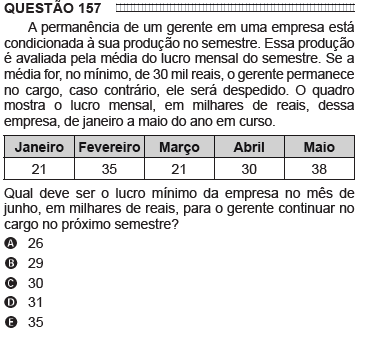 QUESTÃO 157
A permanência de um gerente em uma empresa está
condicionada à sua produção no semestre. Essa produção
é avaliada pela média do lucro mensal do semestre. Se a
média for, no mínimo, de 30 mil reais, o gerente permanece
no cargo, caso contrário, ele será despedido. O quadro
mostra o lucro mensal, em milhares de reais, dessa
empresa, de janeiro a maio do ano em curso.
Janeiro Fevereiro Março Abril Maio
21 35 21 30 38
Qual deve ser o lucro mínimo da empresa no mês de
junho, em milhares de reais, para o gerente continuar no
cargo no próximo semestre?
A 26
B 29
C 30
D 31
E 35